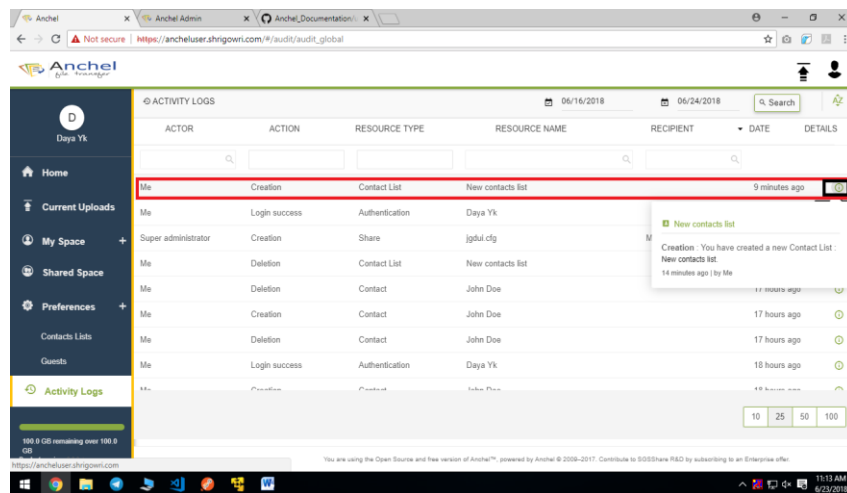 Anchel
Anchel Admin
Anchel_Documentation/
Not secure | https://ancheluser.shrigowri.com/#/audit/audit_global
Anchel
file transfer
D
Daya Yk
Home
Current Uploads
My Space +
Shared Space
Preferences +
Contacts Lists
Guests
Activity Logs
100.0 GB remaining over 100.0
GB
ACTIVITY LOGS 06/16/2018 06/24/2018 Search
ACTOR ACTION RESOURCE TYPE RESOURCE NAME RECIPIENT DATE DETAILS
Me Creation Contact List New contacts list 9 minutes ago
Me Login success Authentication Daya Yk
Super administrator Creation Share jgdui.cfg M
Me Deletion Contact List New contacts list
Me Deletion Contact John Doe 17 hours ago
Me Creation Contact John Doe 17 hours ago
Me Deletion Contact John Doe 17 hours ago
Me Login success Authentication Daya Yk 18 hours ago
Me Creation Contact John Doe 18 hours ago
New contacts list
Creation : You have created a new Contact List :
New contacts list.
14 minutes ago | by Me
10 25 50 100
You are using the Open Source and free version of Anchel™, powered by Anchel © 2009–2017. Contribute to SGSShare R&D by subscribing to an Enterprise offer.
https://ancheluser.shrigowri.com
11:13 AM
6/23/2018